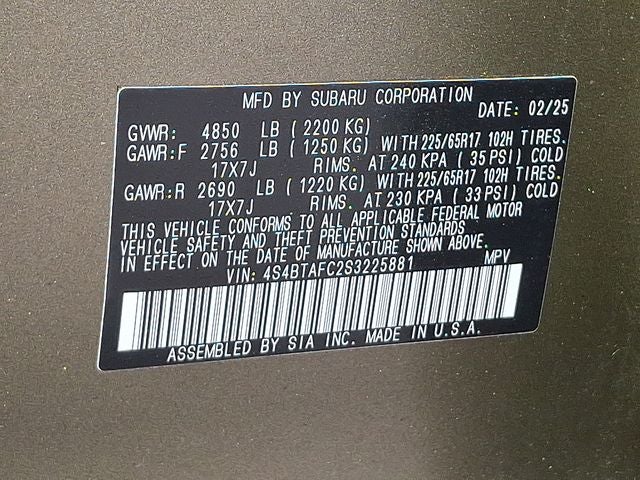 MFD BY SUBARU CORPORATION DATE: 02/25
GVWR: 4850 LB (2200 KG)
GAWR:F 2756 LB (1250 KG) WITH 225/65R17 102H TIRES.
17X7J RIMS. AT 240 KPA (35 PSI) COLD
GAWR:R 2690 LB (1220 KG) WITH 225/65R17 102H TIRES.
17X7J RIMS. AT 230 KPA (33 PSI) COLD
THIS VEHICLE CONFORMS TO ALL APPLICABLE FEDERAL MOTOR
VEHICLE SAFETY AND THEFT PREVENTION STANDARDS
IN EFFECT ON THE DATE OF MANUFACTURE SHOWN ABOVE.
VIN: 4S4BTAFC2S3225881 MPV
ASSEMBLED BY SIA INC. MADE IN U.S.A.